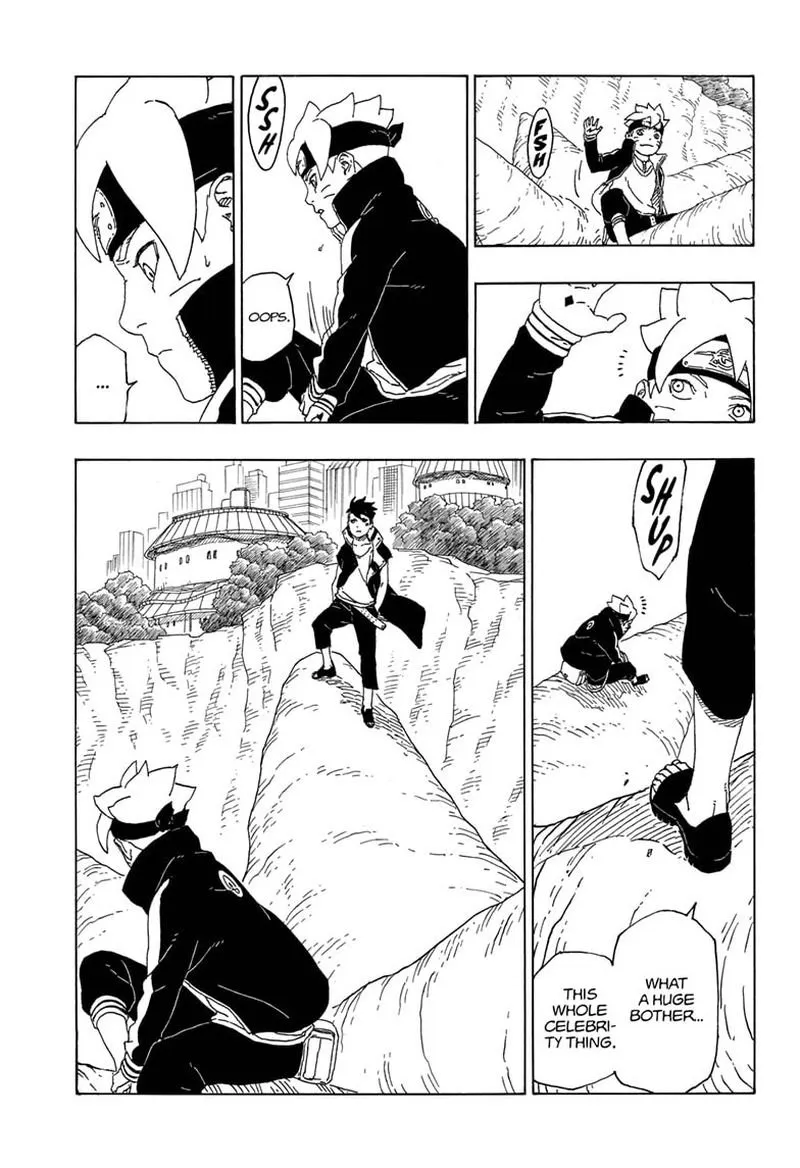 FSH
SSH
OOPS.
...
SHUP
WHAT
A HUGE
BOTHER...
THIS
WHOLE
CELEBRI-
TY THING.